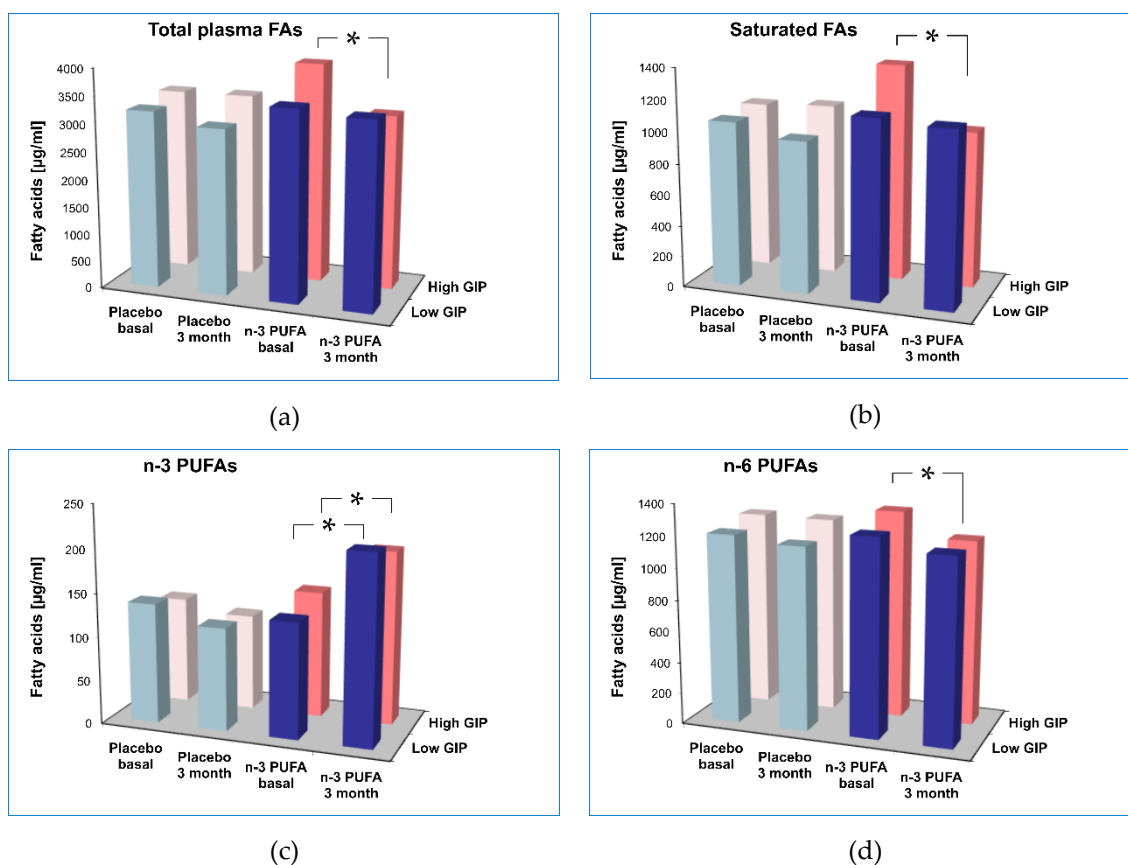 Total plasma FAs
*
Fatty acids [µg/ml]
4000
3500
3000
2500
2000
1500
1000
500
0
High GIP
Low GIP
Placebo
basal
Placebo
3 month
n-3 PUFA
basal
n-3 PUFA
3 month
(a)
Saturated FAs
*
Fatty acids [µg/ml]
1400
1200
1000
800
600
400
200
0
High GIP
Low GIP
Placebo
basal
Placebo
3 month
n-3 PUFA
basal
n-3 PUFA
3 month
(b)
n-3 PUFAs
*
*
Fatty acids [µg/ml]
250
200
150
100
50
0
High GIP
Low GIP
Placebo
basal
Placebo
3 month
n-3 PUFA
basal
n-3 PUFA
3 month
(c)
n-6 PUFAs
*
Fatty acids [µg/ml]
1400
1200
1000
800
600
400
200
0
High GIP
Low GIP
Placebo
basal
Placebo
3 month
n-3 PUFA
basal
n-3 PUFA
3 month
(d)